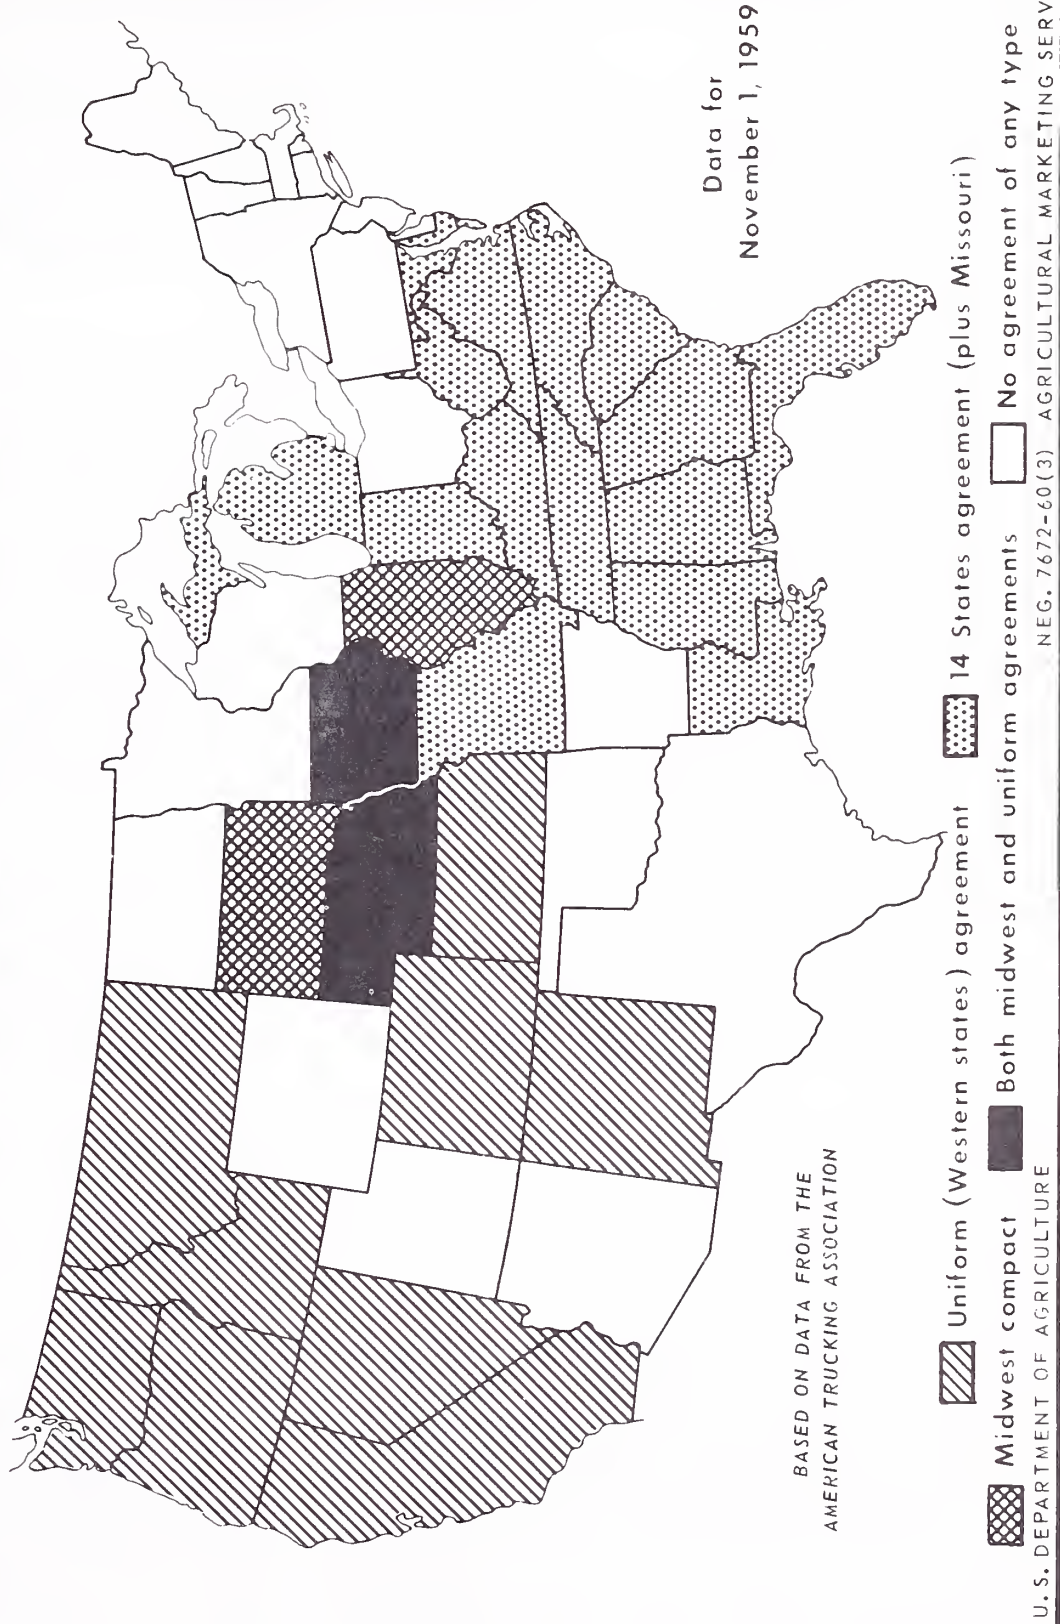 Data for
November 1, 1959
BASED ON DATA FROM THE
AMERICAN TRUCKING ASSOCIATION
Uniform (Western states) agreement
14 States agreement (plus Missouri)
Midwest compact
Both midwest and uniform agreements
No agreement of any type
U. S. DEPARTMENT OF AGRICULTURE
NEG. 7672-60(3) AGRICULTURAL MARKETING SERV